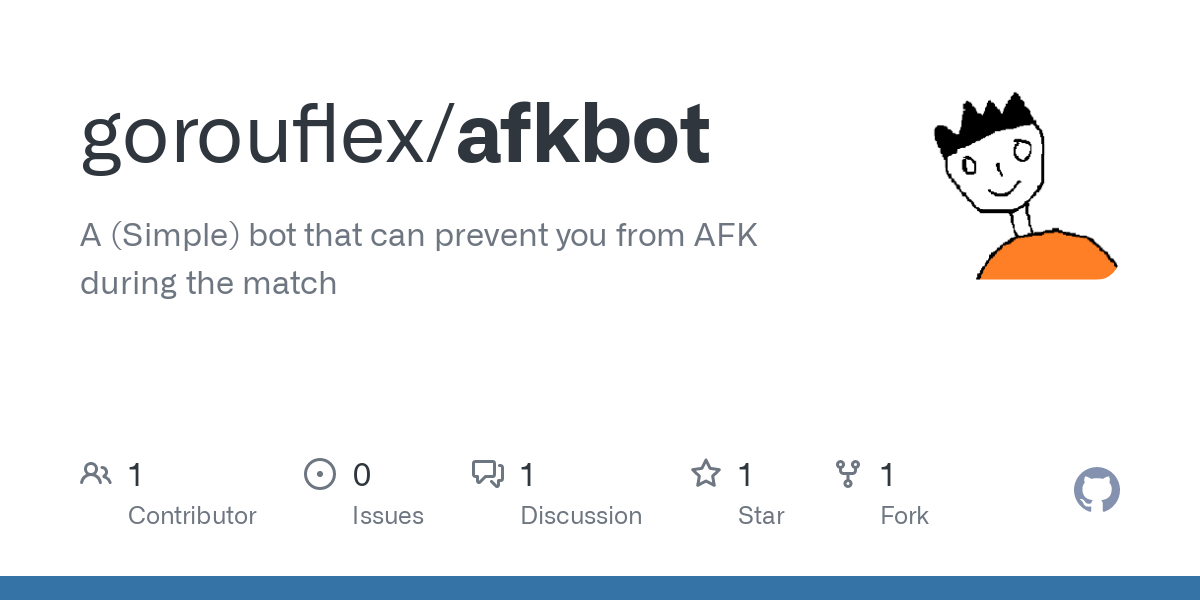 gorouflex/afkbot
A (Simple) bot that can prevent you from AFK
during the match
1 0 1 1 1
Contributor Issues Discussion Star Fork